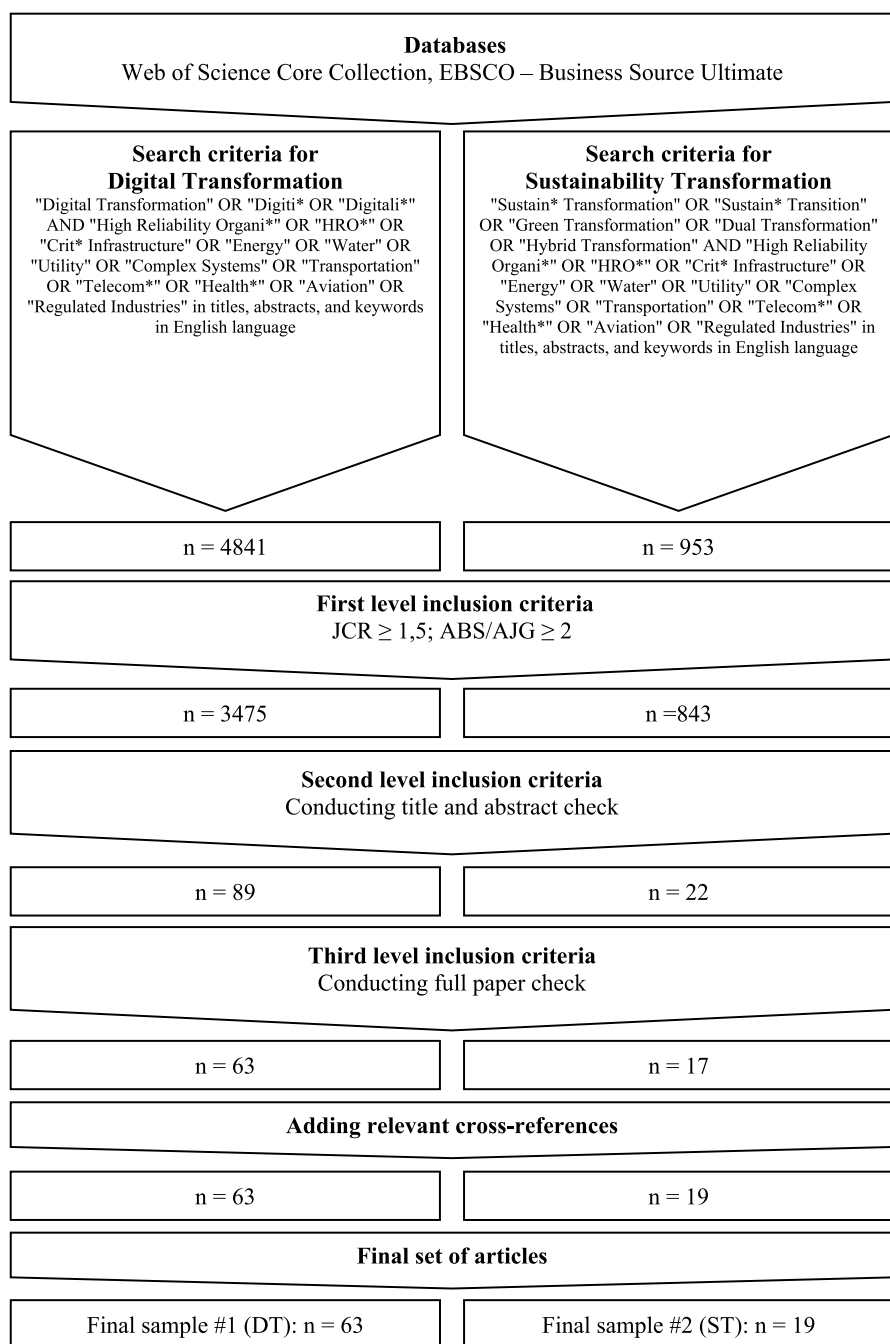 Databases
Web of Science Core Collection, EBSCO – Business Source Ultimate
Search criteria for
Digital Transformation
"Digital Transformation" OR "Digiti* OR "Digitali*"
AND "High Reliability Organi*" OR "HRO*" OR
"Crit* Infrastructure" OR "Energy" OR "Water" OR
"Utility" OR "Complex Systems" OR "Transportation"
OR "Telecom*" OR "Health*" OR "Aviation" OR
"Regulated Industries" in titles, abstracts, and keywords
in English language
Search criteria for
Sustainability Transformation
"Sustain* Transformation" OR "Sustain* Transition"
OR "Green Transformation" OR "Dual Transformation"
OR "Hybrid Transformation" AND "High Reliability
Organi*" OR "HRO*" OR "Crit* Infrastructure" OR
"Energy" OR "Water" OR "Utility" OR "Complex
Systems" OR "Transportation" OR "Telecom*" OR
"Health*" OR "Aviation" OR "Regulated Industries" in
titles, abstracts, and keywords in English language
n = 4841
n = 953
First level inclusion criteria
JCR ≥ 1,5; ABS/AJG ≥ 2
n = 3475
n =843
Second level inclusion criteria
Conducting title and abstract check
n = 89
n = 22
Third level inclusion criteria
Conducting full paper check
n = 63
n = 17
Adding relevant cross-references
n = 63
n = 19
Final set of articles
Final sample #1 (DT): n = 63
Final sample #2 (ST): n = 19